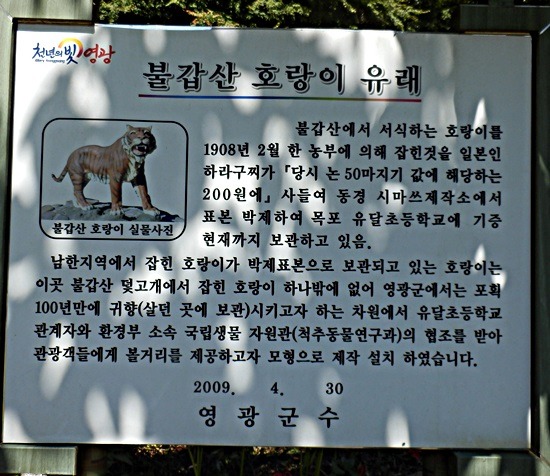 천년의 빛 영광
불갑산 호랑이 유래
불갑산에서 서식하는 호랑이를
1908년 2월 한 농부에 의해 잡힌것을 일본인
하라구찌가 『당시 논 50마지기 값에 해당하는
200원에』 사들여 동경 시마쓰제작소에서
표본 박제하여 목포 유달초등학교에 기증
현재까지 보관하고 있음.
불갑산 호랑이 실물사진
남한지역에서 잡힌 호랑이가 박제표본으로 보관되고 있는 호랑이는
이곳 불갑산 덫고개에서 잡힌 호랑이 하나밖에 없어 영광군에서는 포획
100년만에 귀향(살던 곳에 보관)시키고자 하는 차원에서 유달초등학교
관계자와 환경부 소속 국립생물 자원관(척추동물연구과)의 협조를 받아
관광객들에게 볼거리를 제공하고자 모형으로 제작 설치 하였습니다.
2009. 4. 30
영 광 군 수